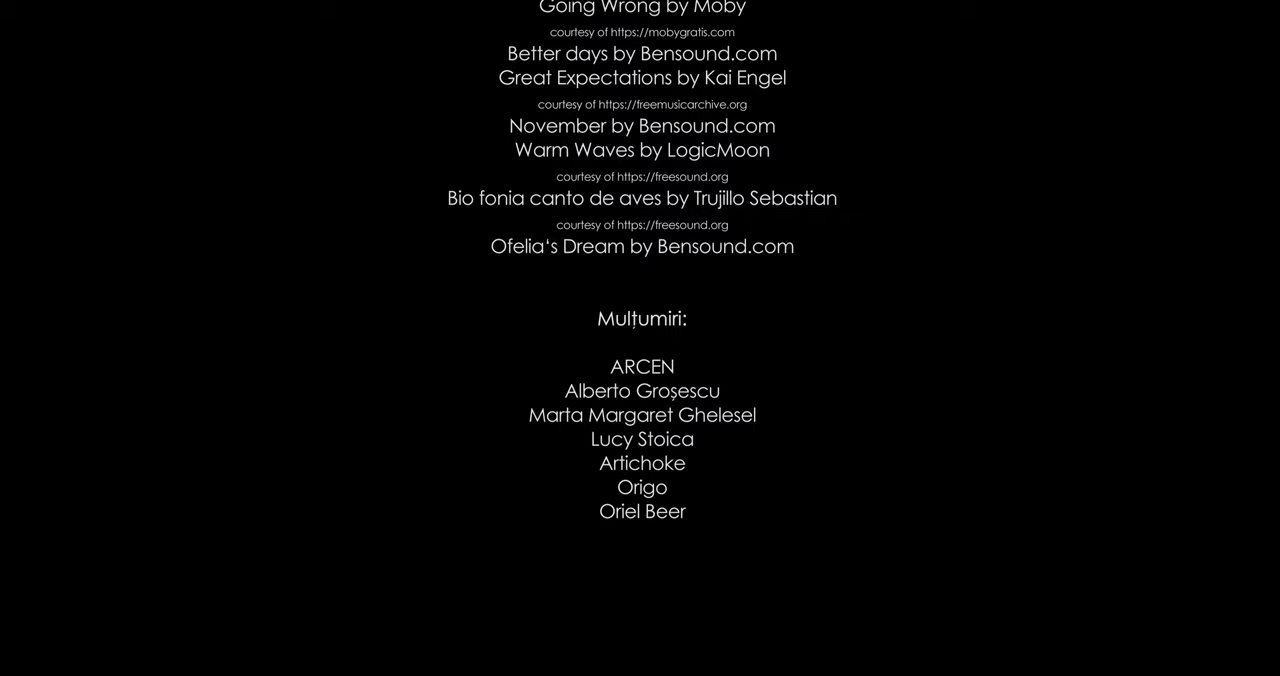 Going Wrong by Moby
courtesy of https://mobygratis.com
Better days by Bensound.com
Great Expectations by Kai Engel
courtesy of https://freemusicarchive.org
November by Bensound.com
Warm Waves by LogicMoon
courtesy of https://freesound.org
Bio fonia canto de aves by Trujillo Sebastian
courtesy of https://freesound.org
Ofelia‘s Dream by Bensound.com
Mulțumiri:
ARCEN
Alberto Groșescu
Marta Margaret Ghelesel
Lucy Stoica
Artichoke
Origo
Oriel Beer